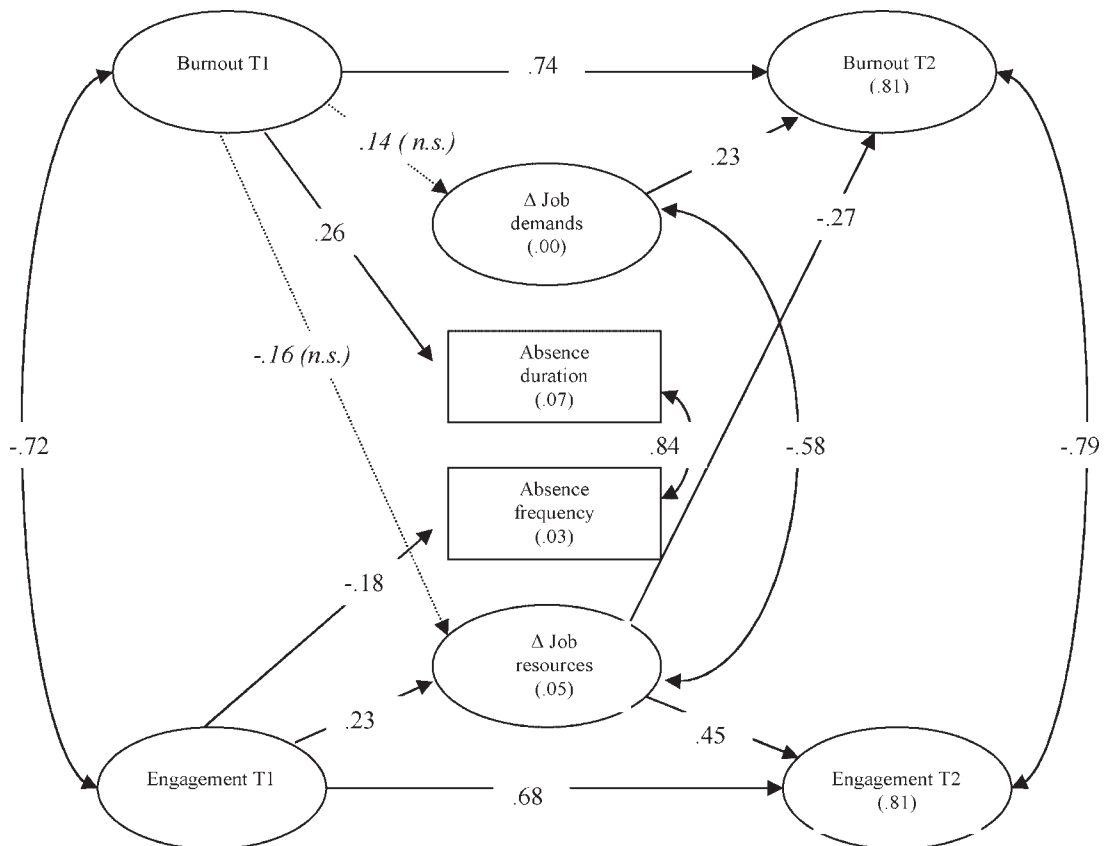 Burnout T1
.74
Burnout T2
(.81)
.14 ( n.s.)
.23
Δ Job
demands
(.00)
-.27
.26
-.16 (n.s.)
Absence
duration
(.07)
-.72
.84
-.58
-.79
Absence
frequency
(.03)
-.18
Δ Job
resources
(.05)
.23
.45
Engagement T1
.68
Engagement T2
(.81)